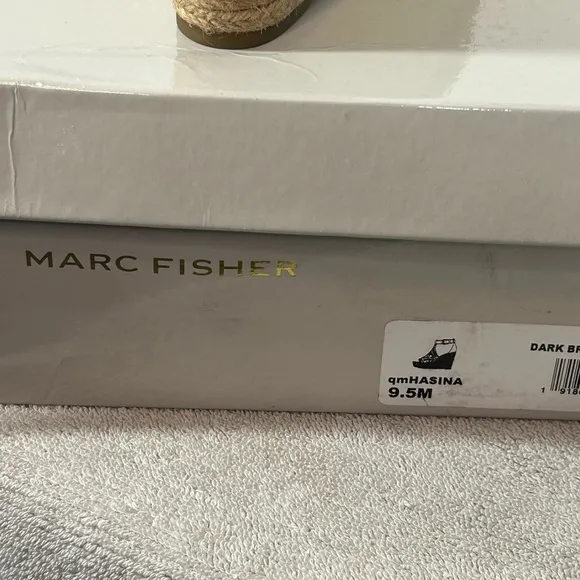 MARC FISHER
DARK BR
qmHASINA
9.5M